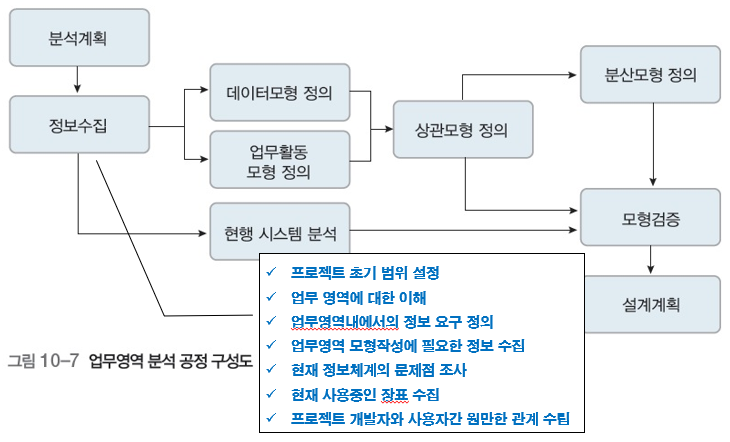 분석계획
정보수집
데이터모형 정의
업무활동
모형 정의
현행 시스템 분석
상관모형 정의
분산모형 정의
모형검증
설계계획
✓ 프로젝트 초기 범위 설정
✓ 업무 영역에 대한 이해
✓ 업무영역내에서의 정보 요구 정의
✓ 업무영역 모형작성에 필요한 정보 수집
✓ 현재 정보체계의 문제점 조사
✓ 현재 사용중인 장표 수집
✓ 프로젝트 개발자와 사용자간 원만한 관계 수립
그림 10-7 업무영역 분석 공정 구성도